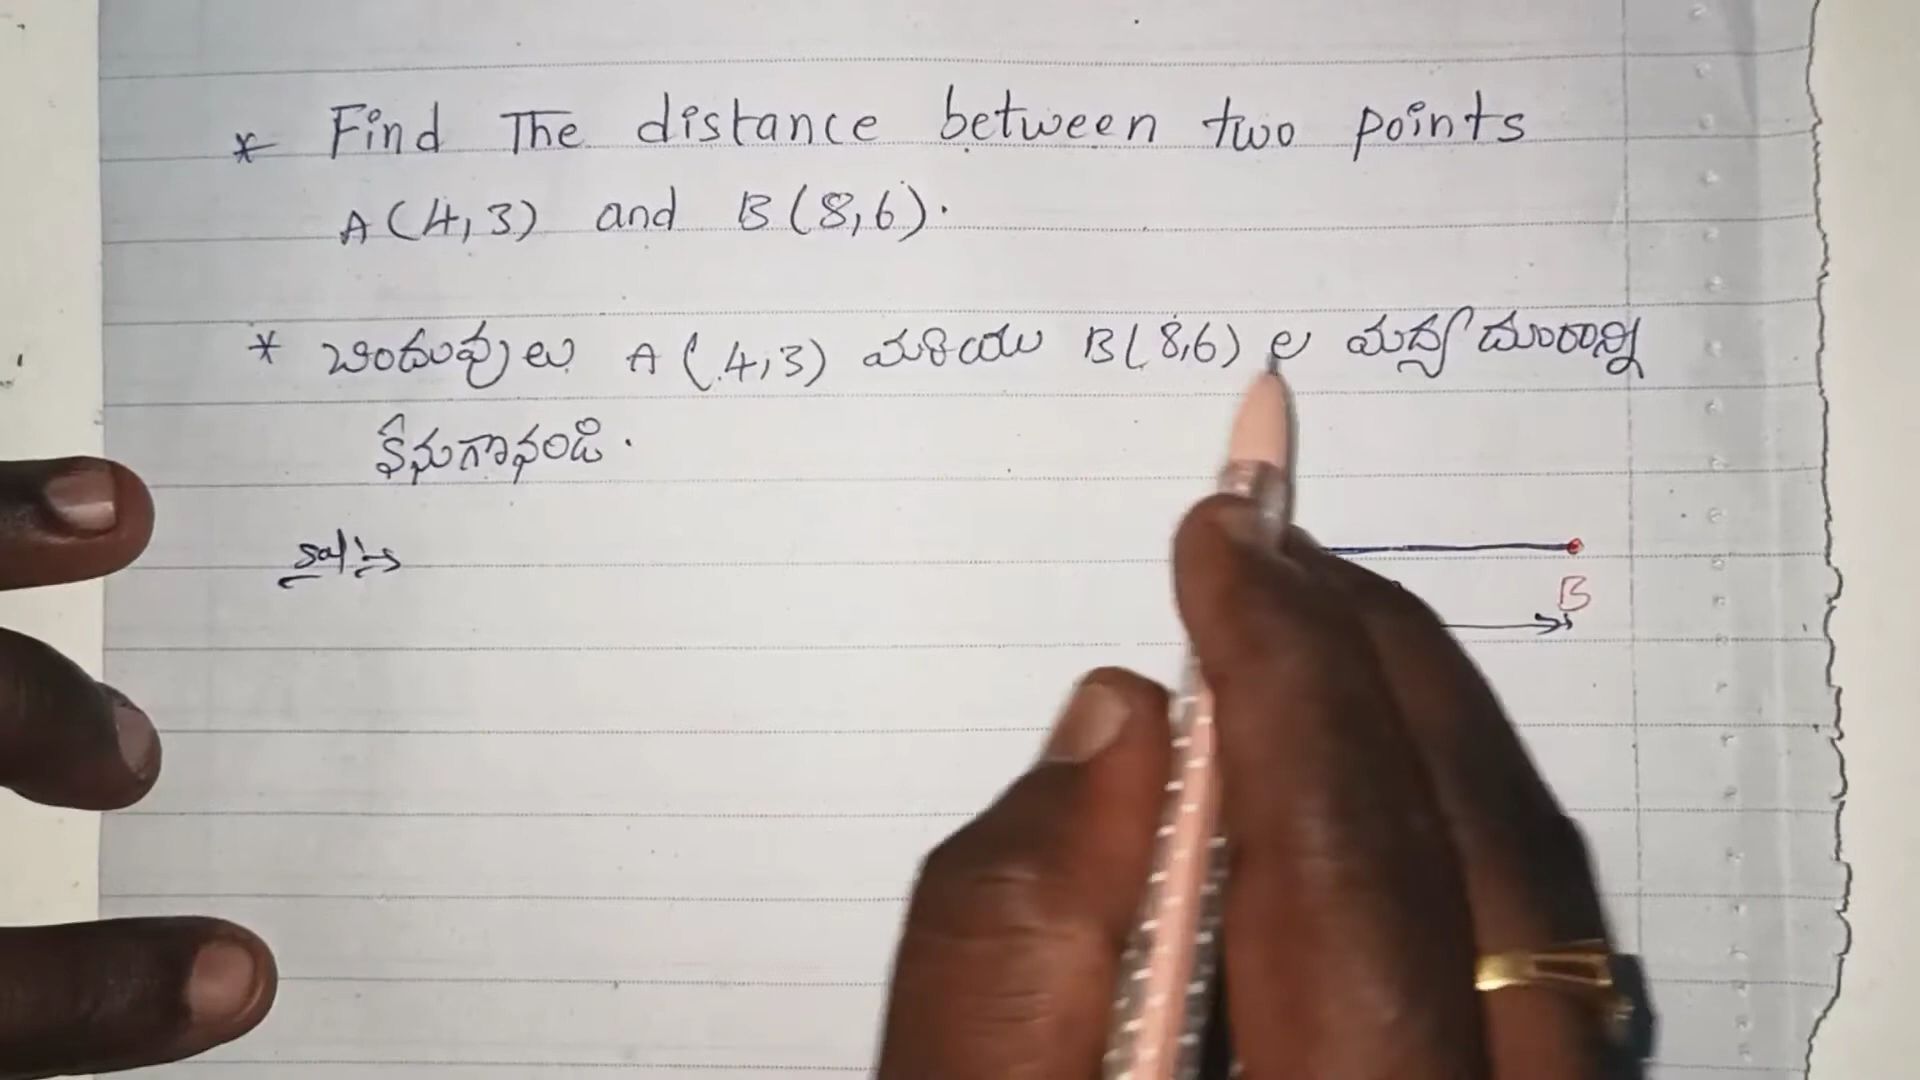 * Find The distance between two points
A(4,3) and B(8,6).
* బిందువులు A(4,3) మరియు B(8,6) ల మధ్య దూరాన్ని
కనుగొనండి.
Sol:→
B